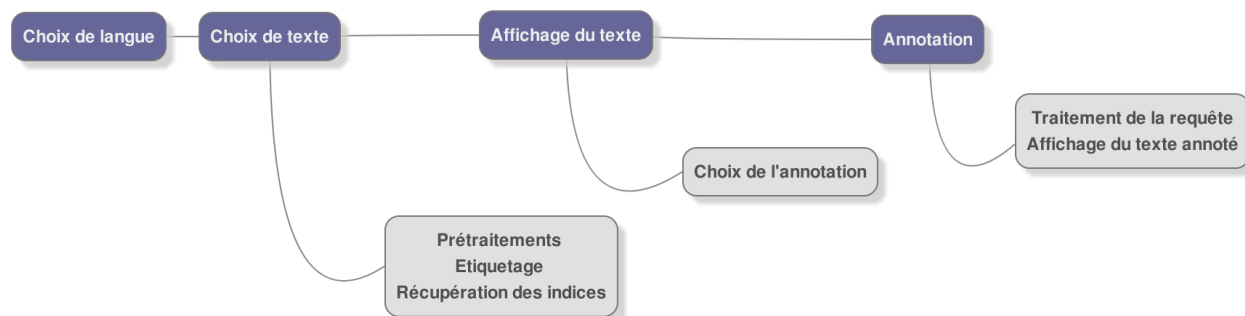 Choix de langue
Choix de texte
Affichage du texte
Annotation
Traitement de la requête
Affichage du texte annoté
Choix de l'annotation
Prétraitements
Etiquetage
Récupération des indices